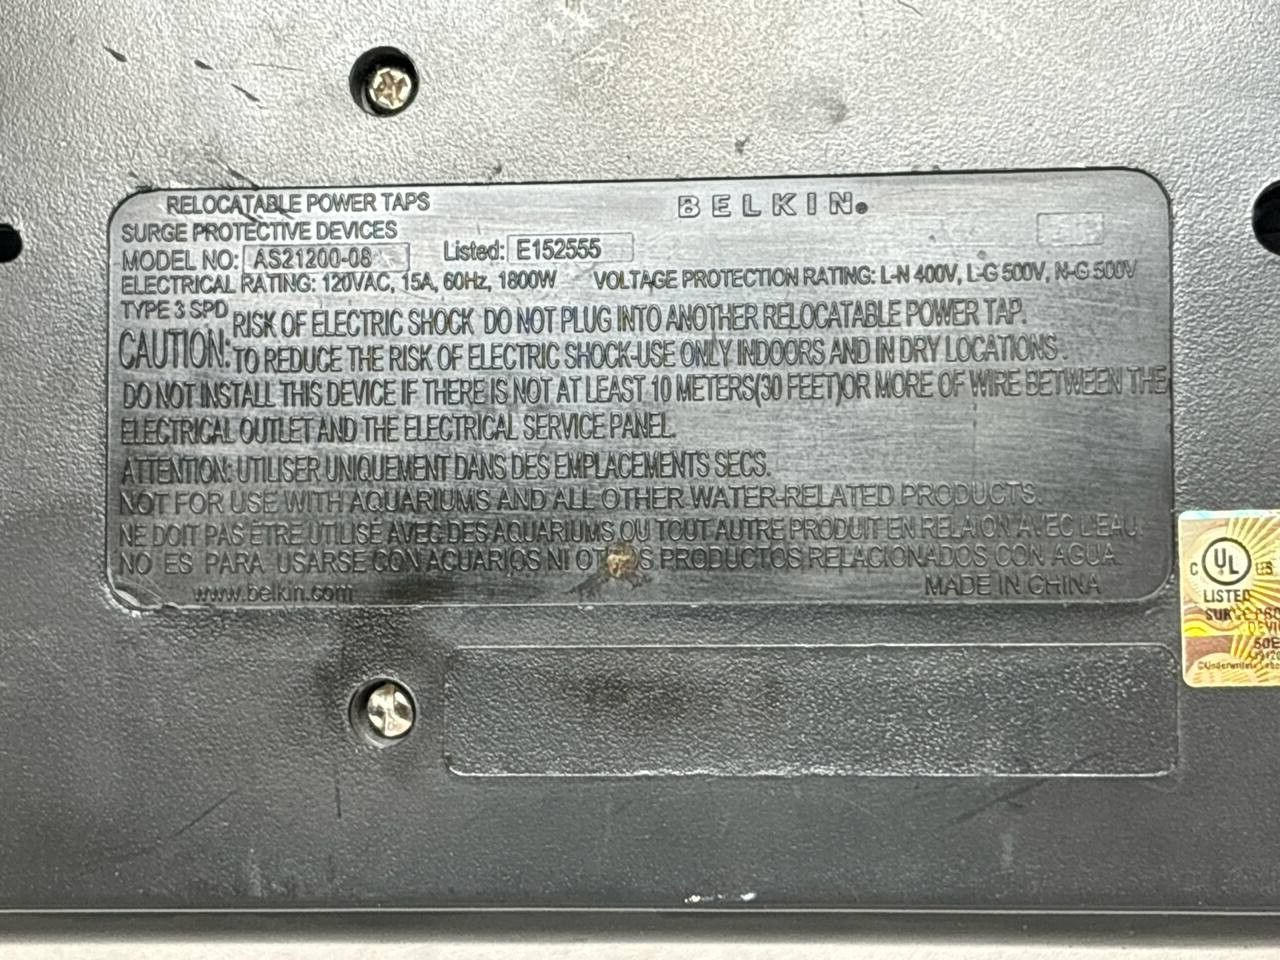 RELOCATABLE POWER TAPS
BELKIN.
SURGE PROTECTIVE DEVICES
MODEL NO: AS21200-08 Listed: E152555
ELECTRICAL RATING: 120VAC, 15A, 60Hz, 1800W VOLTAGE PROTECTION RATING: L-N 400V, L-G 500V, N-G 500V
TYPE 3 SPD
CAUTION: RISK OF ELECTRIC SHOCK DO NOT PLUG INTO ANOTHER RELOCATABLE POWER TAP.
TO REDUCE THE RISK OF ELECTRIC SHOCK-USE ONLY INDOORS AND IN DRY LOCATIONS.
DO NOT INSTALL THIS DEVICE IF THERE IS NOT AT LEAST 10 METERS(30 FEET)OR MORE OF WIRE BETWEEN THE
ELECTRICAL OUTLET AND THE ELECTRICAL SERVICE PANEL.
ATTENTION: UTILISER UNIQUEMENT DANS DES EMPLACEMENTS SECS.
NOT FOR USE WITH AQUARIUMS AND ALL OTHER WATER-RELATED PRODUCTS.
NE DOIT PAS ÊTRE UTILISÉ AVEC DES AQUARIUMS OU TOUT AUTRE PRODUIT EN RELAION AVEC L'EAU.
NO ES PARA USARSE CON ACUARIOS NI PRODUCTOS RELACIONADOS CON AGUA.
www.belkin.com MADE IN CHINA
C UL US
LISTED